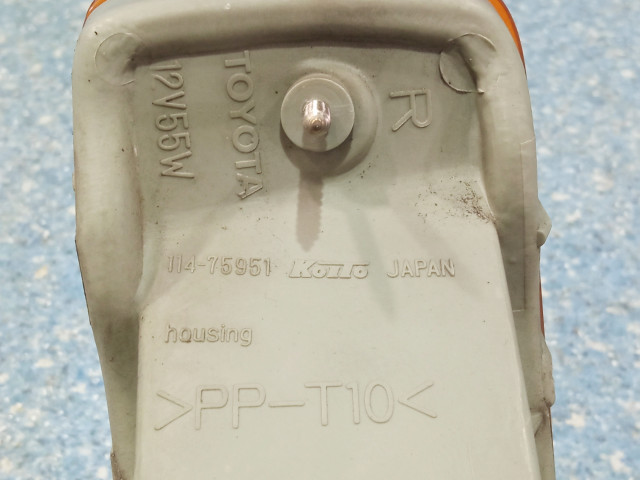 R
TOYOTA
12V55W
114-75951 KOITO JAPAN
housing
>PP-T10<